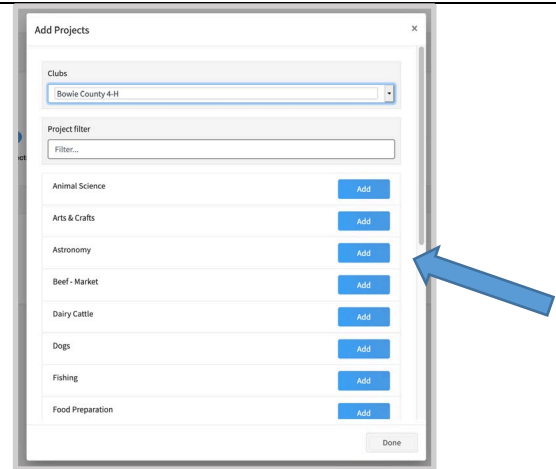 Add Projects ×
Clubs
Bowie County 4-H
Project filter
Filter...
Animal Science Add
Arts & Crafts Add
Astronomy Add
Beef - Market Add
Dairy Cattle Add
Dogs Add
Fishing Add
Food Preparation Add
Done